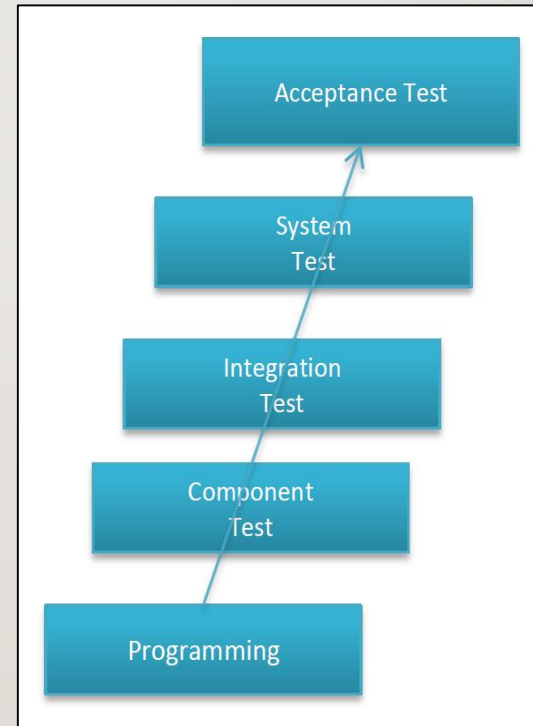 Acceptance Test
System
Test
Integration
Test
Component
Test
Programming